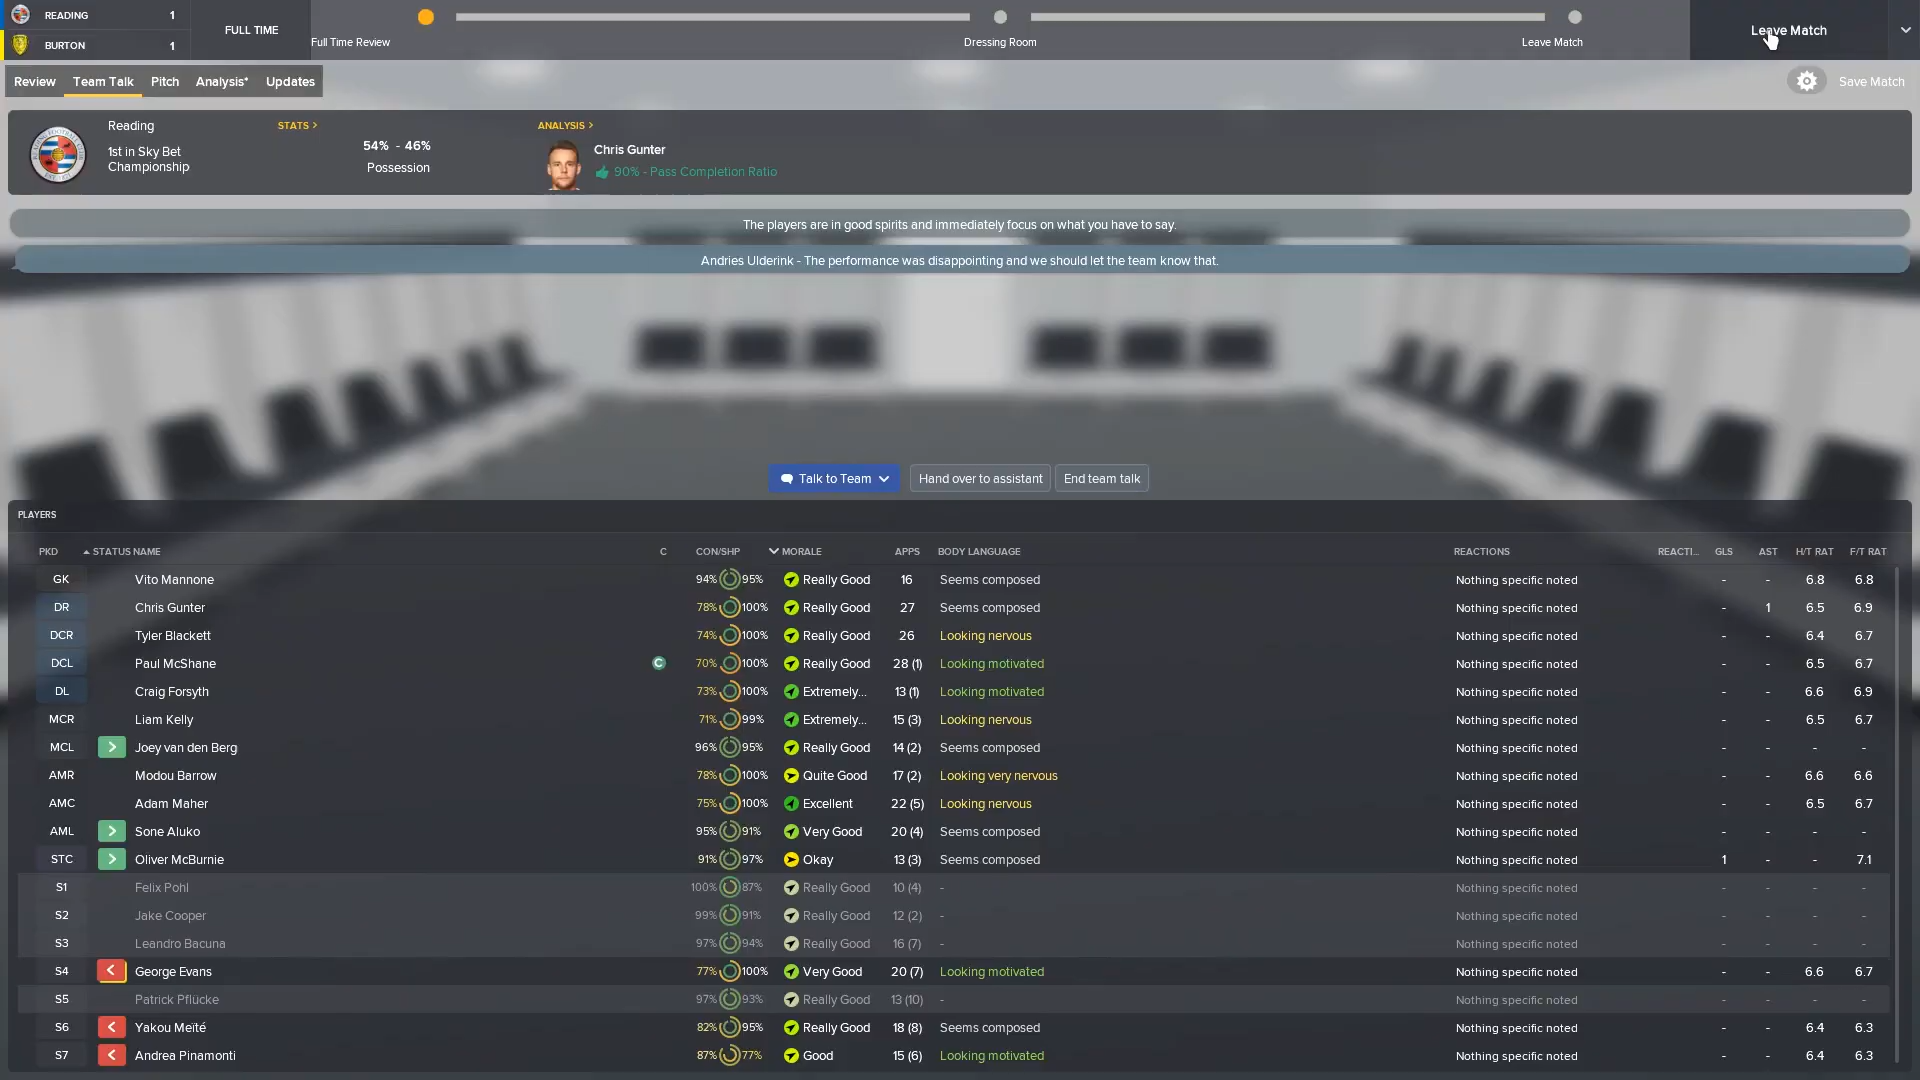 READING 1
BURTON 1
FULL TIME
Full Time Review
Dressing Room
Leave Match
Leave Match
Review Team Talk Pitch Analysis* Updates
Save Match
Reading
1st in Sky Bet
Championship
STATS >
54% - 46%
Possession
ANALYSIS >
Chris Gunter
90% - Pass Completion Ratio
The players are in good spirits and immediately focus on what you have to say.
Andries Ulderink - The performance was disappointing and we should let the team know that.
Talk to Team Hand over to assistant End team talk
PLAYERS
PKD STATUS NAME C CON/SHP MORALE APPS BODY LANGUAGE REACTIONS REACTI... GLS AST H/T RAT F/T RAT
GK Vito Mannone 94% 95% Really Good 16 Seems composed Nothing specific noted - - 6.8 6.8
DR Chris Gunter 78% 100% Really Good 27 Seems composed Nothing specific noted - 1 6.5 6.9
DCR Tyler Blackett 74% 100% Really Good 26 Looking nervous Nothing specific noted - - 6.4 6.7
DCL Paul McShane C 70% 100% Really Good 28 (1) Looking motivated Nothing specific noted - - 6.5 6.7
DL Craig Forsyth 73% 100% Extremely... 13 (1) Looking motivated Nothing specific noted - - 6.6 6.9
MCR Liam Kelly 71% 99% Extremely... 15 (3) Looking nervous Nothing specific noted - - 6.5 6.7
MCL Joey van den Berg 96% 95% Really Good 14 (2) Seems composed Nothing specific noted - - - -
AMR Modou Barrow 78% 100% Quite Good 17 (2) Looking very nervous Nothing specific noted - - 6.6 6.6
AMC Adam Maher 75% 100% Excellent 22 (5) Looking nervous Nothing specific noted - - 6.5 6.7
AML Sone Aluko 95% 91% Very Good 20 (4) Seems composed Nothing specific noted - - - -
STC Oliver McBurnie 91% 97% Okay 13 (3) Seems composed Nothing specific noted 1 - - 7.1
S1 Felix Pohl 100% 87% Really Good 10 (4) - Nothing specific noted - - - -
S2 Jake Cooper 99% 91% Really Good 12 (2) - Nothing specific noted - - - -
S3 Leandro Bacuna 97% 94% Really Good 16 (7) - Nothing specific noted - - - -
S4 George Evans 77% 100% Very Good 20 (7) Looking motivated Nothing specific noted - - 6.6 6.7
S5 Patrick Pflücke 97% 93% Really Good 13 (10) - Nothing specific noted - - - -
S6 Yakou Meïté 82% 95% Really Good 18 (8) Seems composed Nothing specific noted - - 6.4 6.3
S7 Andrea Pinamonti 87% 77% Good 15 (6) Looking motivated Nothing specific noted - - 6.4 6.3